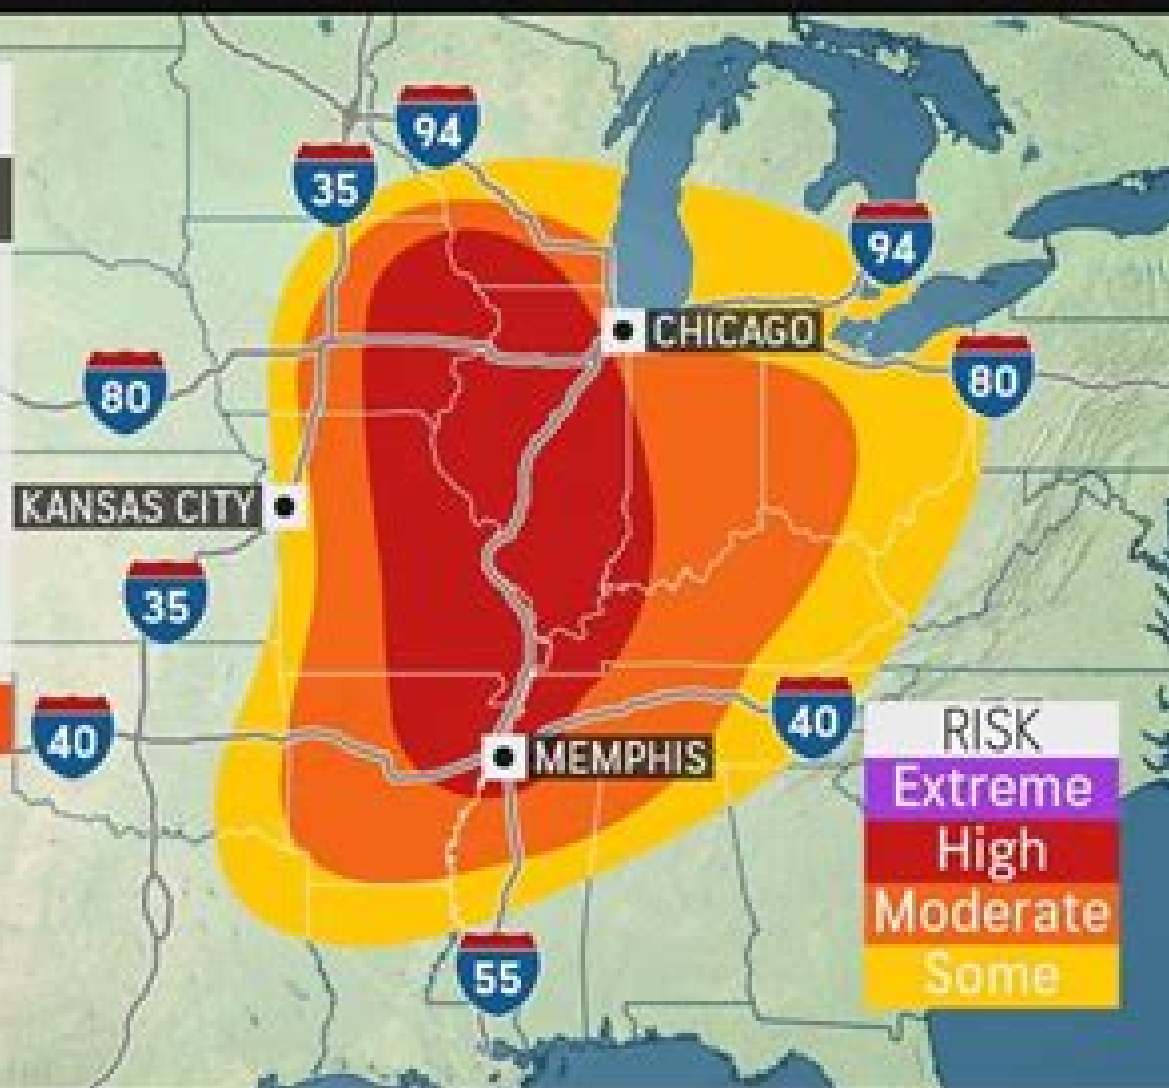 94
35
94
CHICAGO
80
80
KANSAS CITY
35
40
40
MEMPHIS
RISK
Extreme
High
Moderate
Some
55